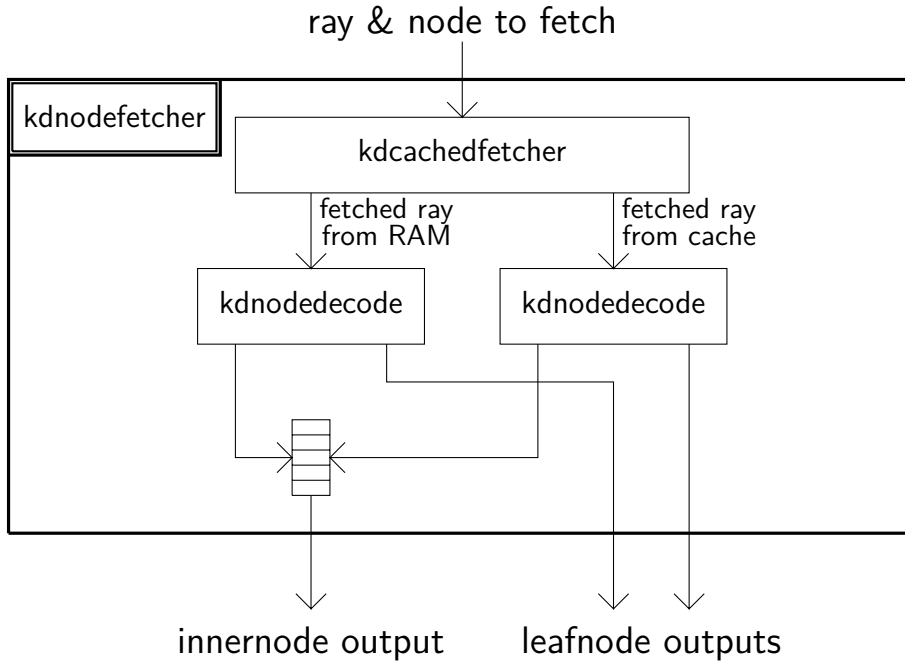 ray & node to fetch
kdnodefetcher
kdcachedfetcher
fetched ray
from RAM
fetched ray
from cache
kdnodedecode
kdnodedecode
innernode output
leafnode outputs